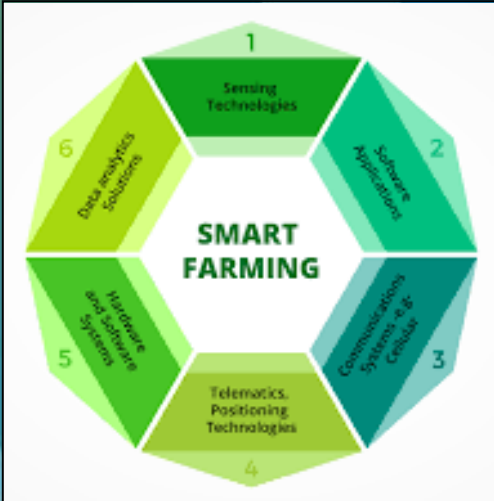 1
Sensing
Technologies
2
Software
Applications
3
Communications
Systems -e.g-
Cellular
4
Telematics,
Positioning
Technologies
5
Hardware
and Software
Systems
6
Data analytics
Solutions
SMART
FARMING